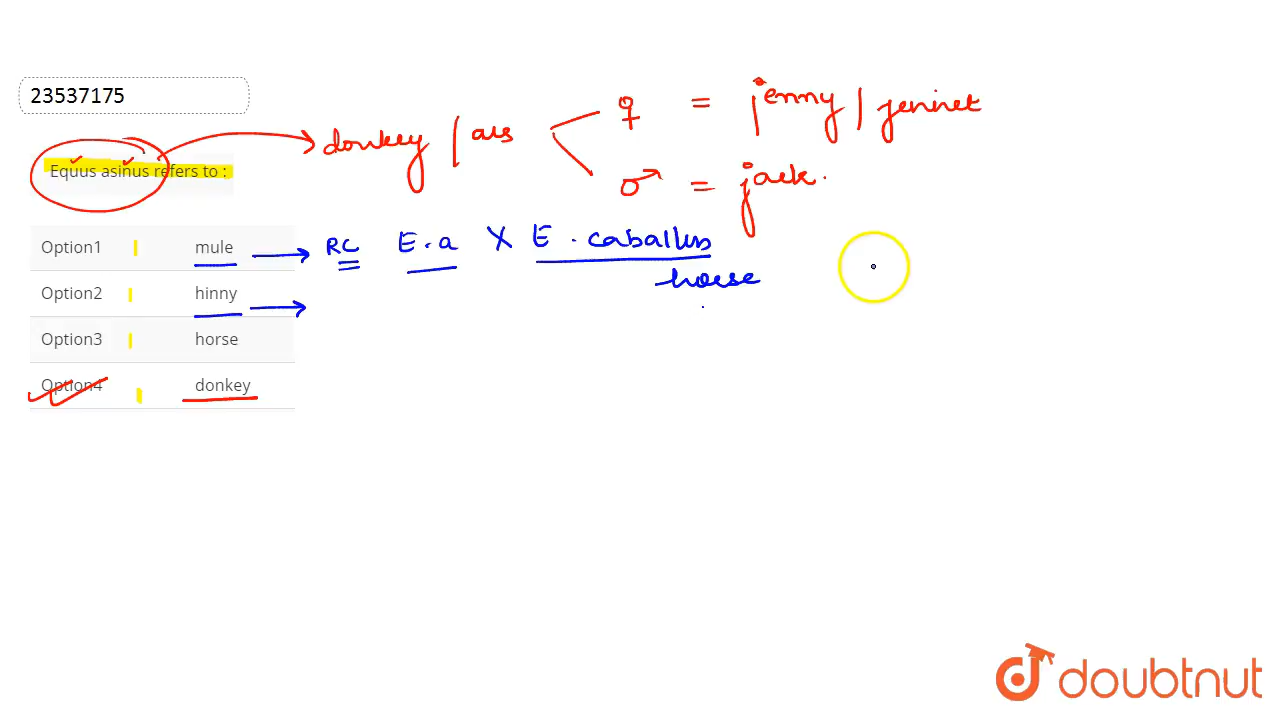 23537175
donkey / ass
♀ = jenny / jennet
♂ = jack.
Equus asinus refers to :
Option1 mule
RC E.a X E. caballus
horse
Option2 hinny
Option3 horse
Option4 donkey
doubtnut